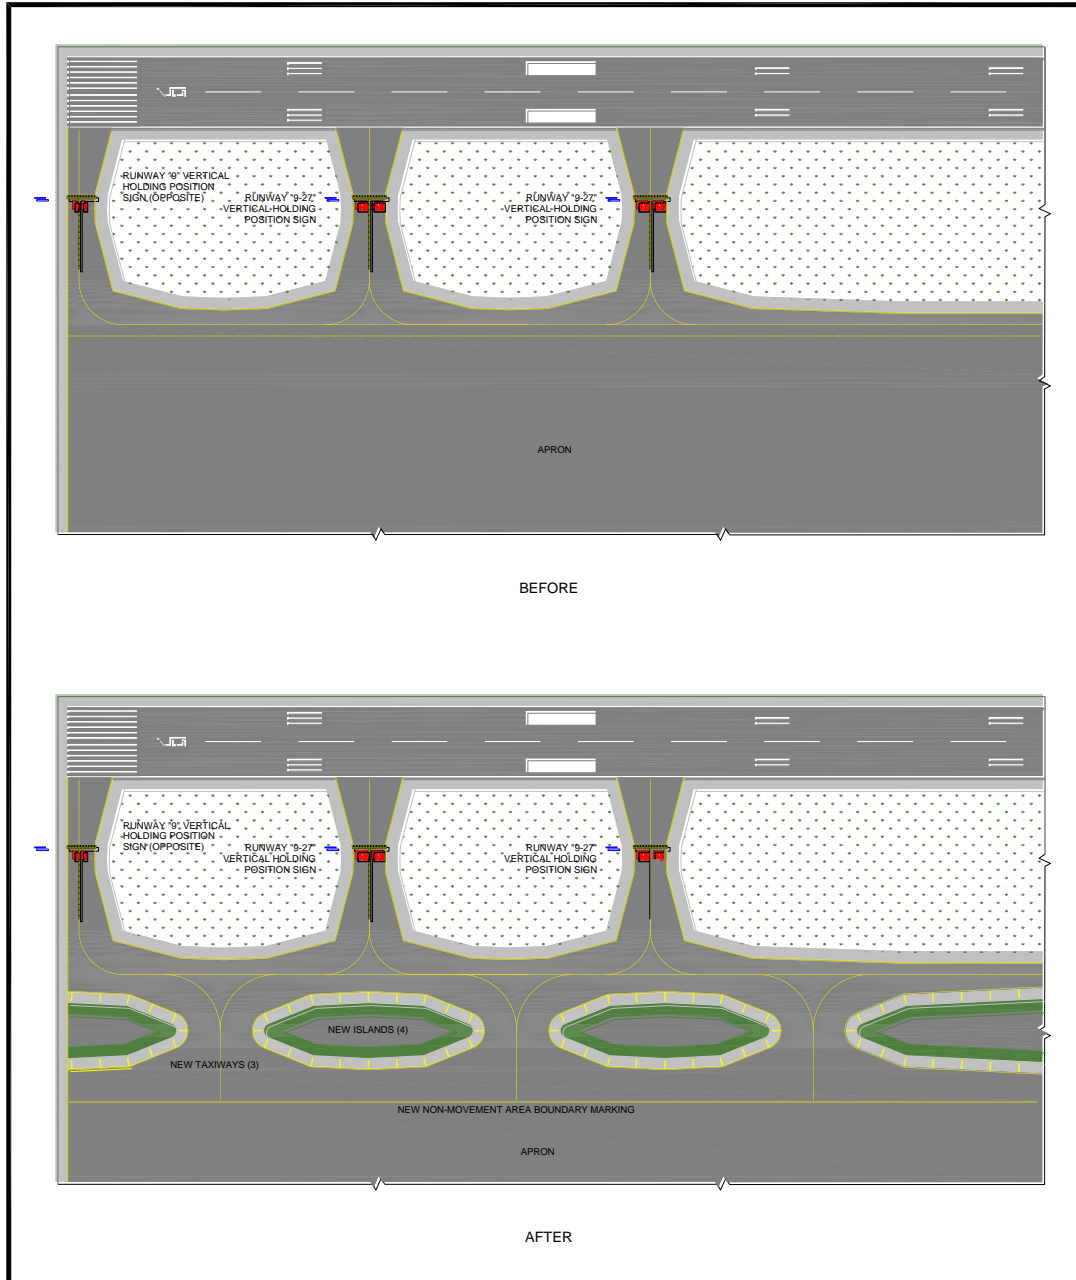 RUNWAY "9" VERTICAL
HOLDING POSITION
SIGN (OPPOSITE)
RUNWAY "9-27"
VERTICAL HOLDING
POSITION SIGN
RUNWAY "9-27"
VERTICAL HOLDING
POSITION SIGN
APRON
BEFORE
RUNWAY "9" VERTICAL
HOLDING POSITION
SIGN (OPPOSITE)
RUNWAY "9-27"
VERTICAL HOLDING
POSITION SIGN
RUNWAY "9-27"
VERTICAL HOLDING
POSITION SIGN
NEW ISLANDS (4)
NEW TAXIWAYS (3)
NEW NON-MOVEMENT AREA BOUNDARY MARKING
APRON
AFTER